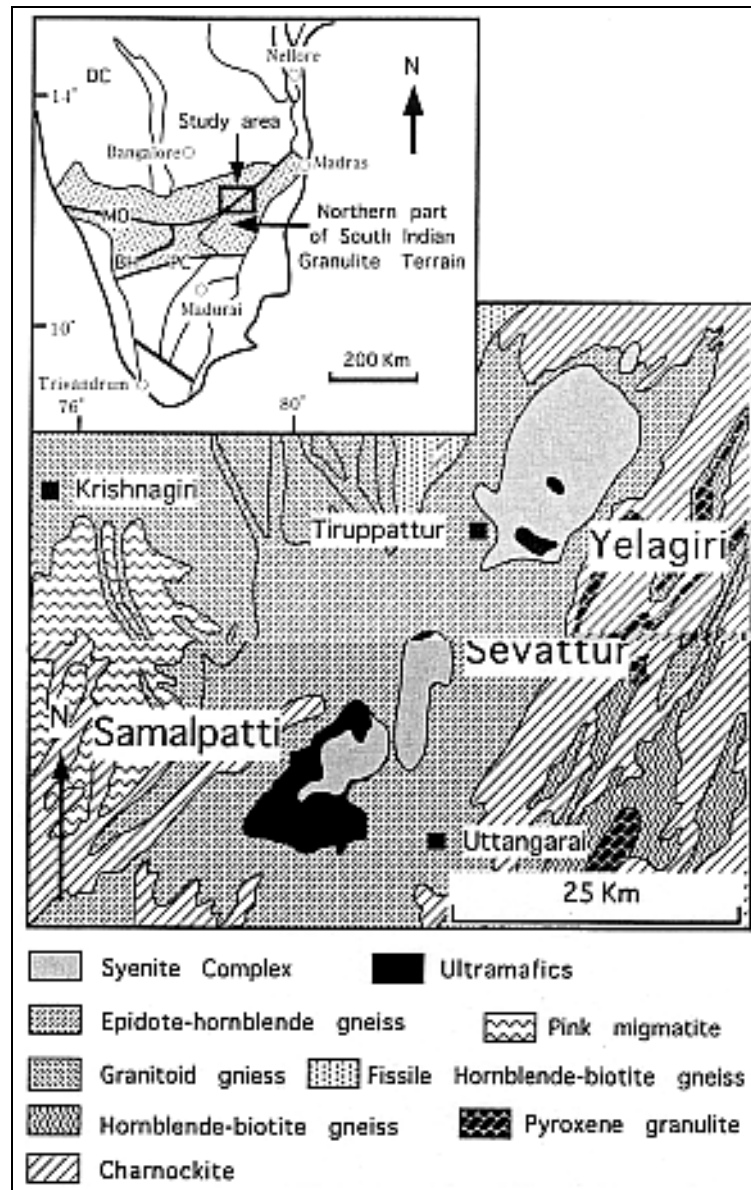 Nellore
N
DC
14°
Study area
Bangalore
Madras
MO
Northern part
of South Indian
Granulite Terrain
BH
PC
Madurai
10°
200 Km
Trivandrum
76°
80°
Krishnagiri
Tiruppattur
Yelagiri
Sevattur
N
Samalpatti
Uttangarai
25 Km
Syenite Complex
Ultramafics
Epidote-hornblende gneiss
Pink migmatite
Granitoid gniess
Fissile Hornblende-biotite gneiss
Hornblende-biotite gneiss
Pyroxene granulite
Charnockite